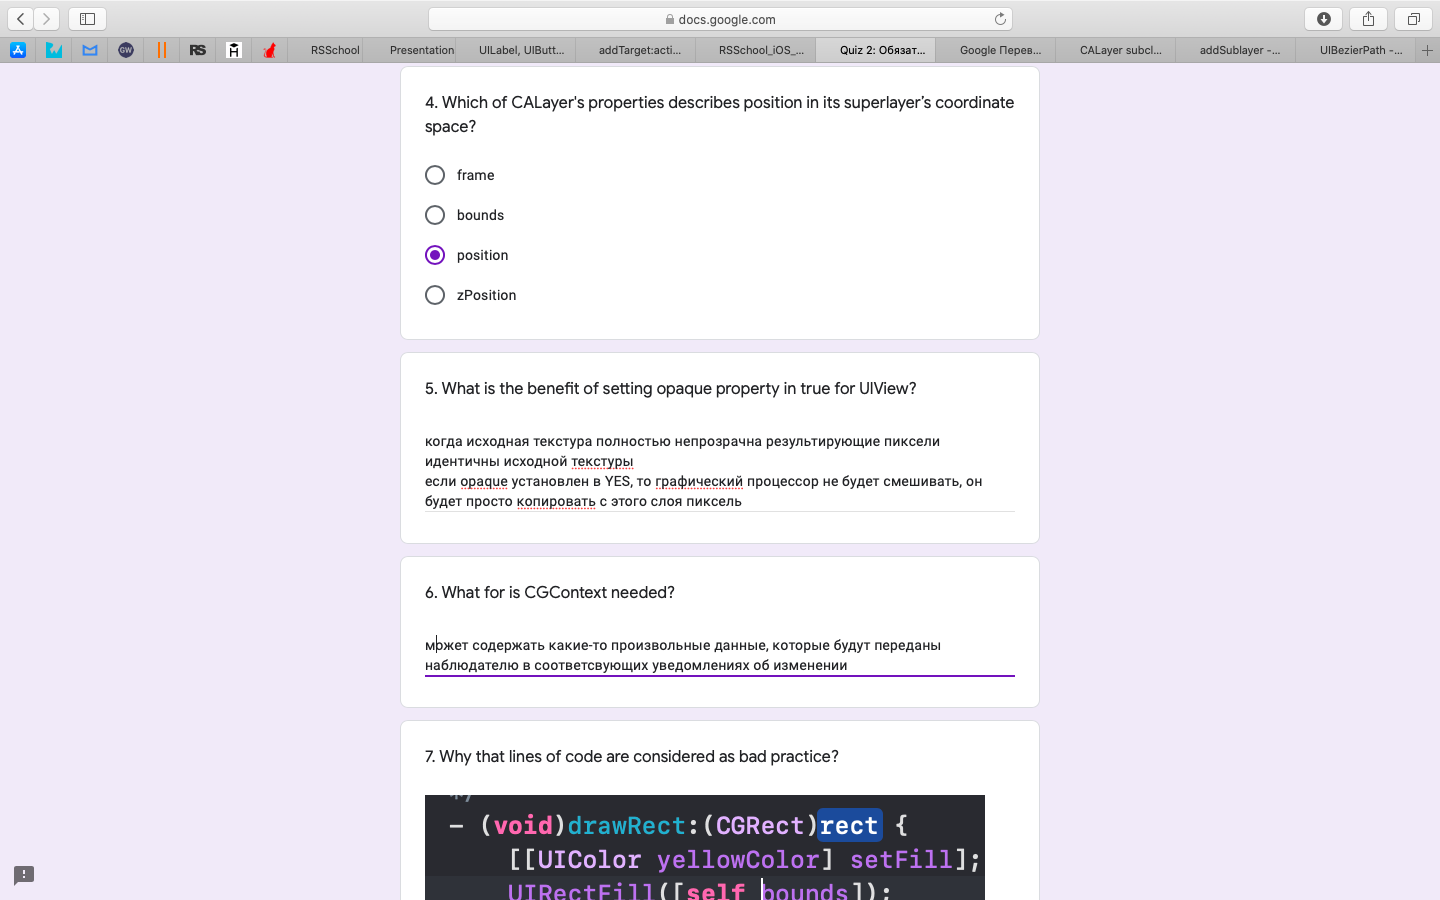 docs.google.com
GW
RS
H
RSSchool
Presentation
UILabel, UIButt...
addTarget:acti...
RSSchool_iOS_...
Quiz 2: Обязат...
Google Перев...
CALayer subcl...
addSublayer -...
UIBezierPath -...
4. Which of CALayer's properties describes position in its superlayer’s coordinate
space?
frame
bounds
position
zPosition
5. What is the benefit of setting opaque property in true for UIView?
когда исходная текстура полностью непрозрачна результирующие пиксели
идентичны исходной текстуры
если opaque установлен в YES, то графический процессор не будет смешивать, он
будет просто копировать с этого слоя пиксель
6. What for is CGContext needed?
может содержать какие-то произвольные данные, которые будут переданы
наблюдателю в соответсвующих уведомлениях об изменении
7. Why that lines of code are considered as bad practice?
*/
- (void)drawRect:(CGRect)rect {
[[UIColor yellowColor] setFill];
UIRectFill([self bounds]);